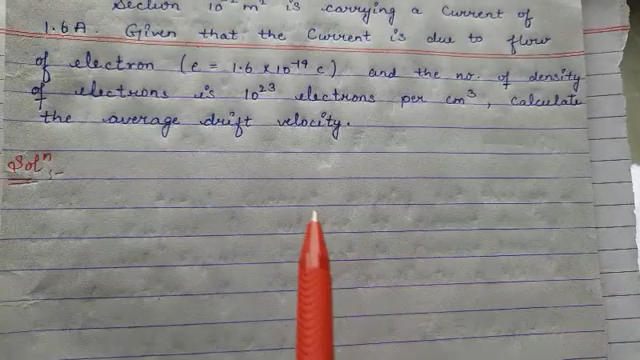 Section 10⁻² m² is carrying a current of
1.6 A. Given that the current is due to flow
of electron (e = 1.6 × 10⁻¹⁹ c) and the no. of density
of electrons is 10²³ electrons per cm³, calculate
the average drift velocity.
Solⁿ :-